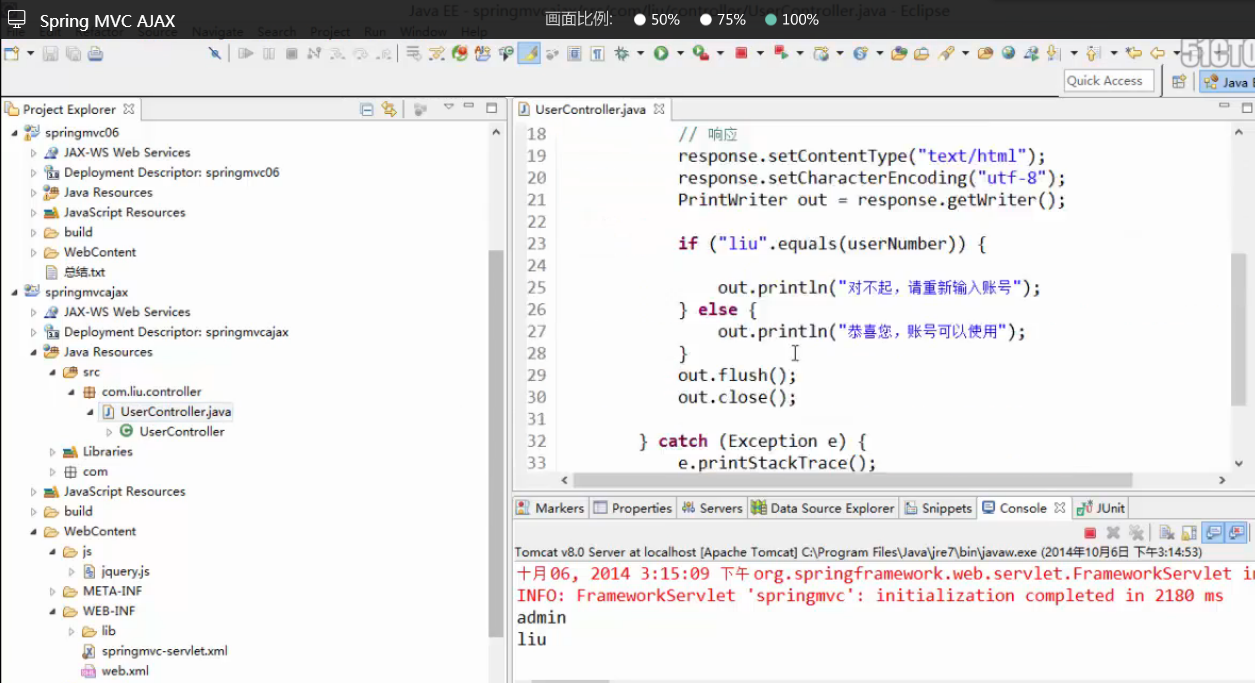 Java EE - springmvcajax/src/com/liu/controller/UserController.java - Eclipse
Spring MVC AJAX
画面比例: 50% 75% 100%
File Edit Refactor Source Navigate Search Project Run Window Help
51CTO
Quick Access
Java
Project Explorer
springmvc06
JAX-WS Web Services
Deployment Descriptor: springmvc06
Java Resources
JavaScript Resources
build
WebContent
总结.txt
springmvcajax
JAX-WS Web Services
Deployment Descriptor: springmvcajax
Java Resources
src
com.liu.controller
UserController.java
UserController
Libraries
com
JavaScript Resources
build
WebContent
js
jquery.js
META-INF
WEB-INF
lib
springmvc-servlet.xml
web.xml
UserController.java
18 // 响应
19 response.setContentType("text/html");
20 response.setCharacterEncoding("utf-8");
21 PrintWriter out = response.getWriter();
22
23 if ("liu".equals(userNumber)) {
24
25 out.println("对不起，请重新输入账号");
26 } else {
27 out.println("恭喜您，账号可以使用");
28 }
29 out.flush();
30 out.close();
31
32 } catch (Exception e) {
33 e.printStackTrace();
Markers Properties Servers Data Source Explorer Snippets Console JUnit
Tomcat v8.0 Server at localhost [Apache Tomcat] C:\Program Files\Java\jre7\bin\javaw.exe (2014年10月6日 下午3:14:53)
十月 06, 2014 3:15:09 下午 org.springframework.web.servlet.FrameworkServlet in
INFO: FrameworkServlet 'springmvc': initialization completed in 2180 ms
admin
liu